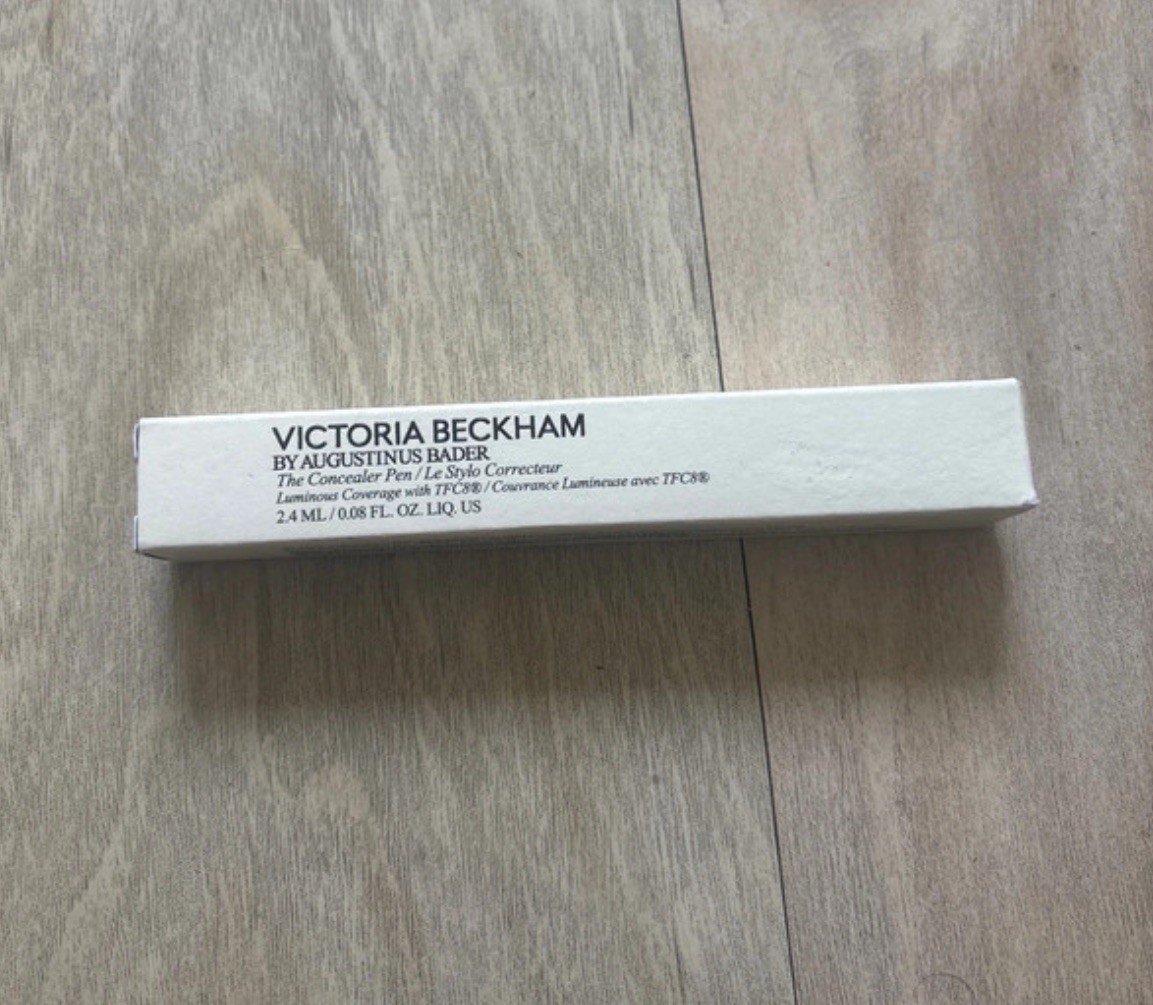 VICTORIA BECKHAM
BY AUGUSTINUS BADER
The Concealer Pen / Le Stylo Correcteur
Luminous Coverage with TFC8® / Couvrance Lumineuse avec TFC8®
2.4 ML / 0.08 FL. OZ. LIQ. US